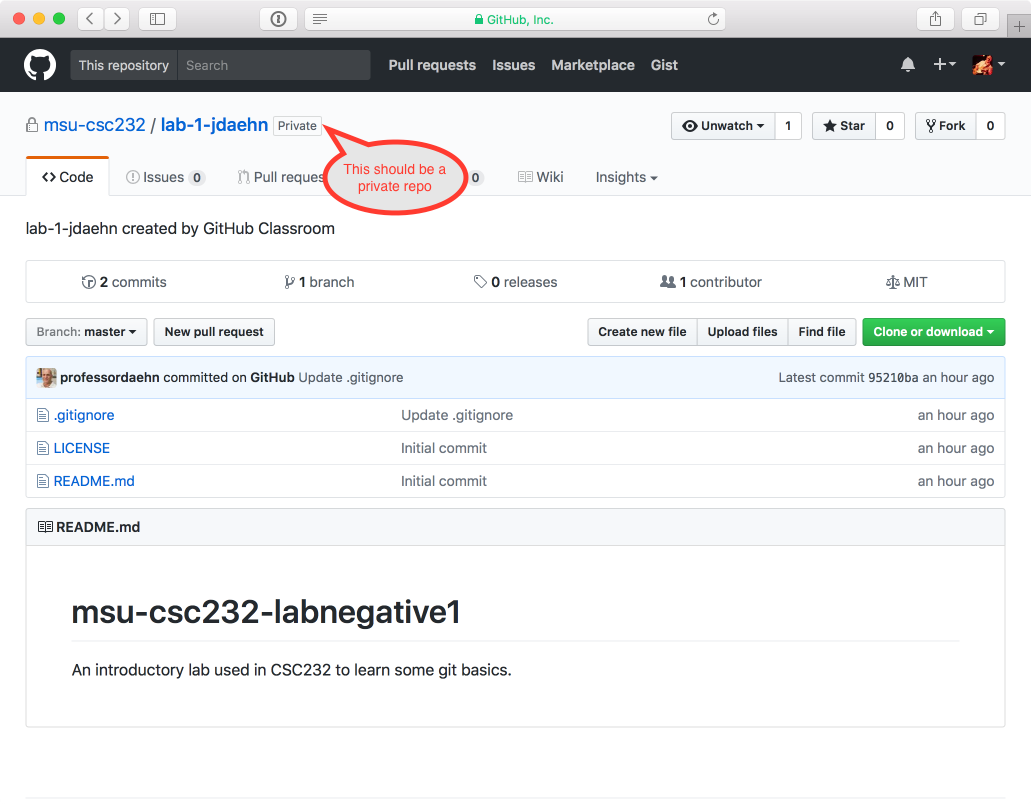 GitHub, Inc.
This repository Search Pull requests Issues Marketplace Gist
msu-csc232 / lab-1-jdaehn Private
Unwatch 1 Star 0 Fork 0
This should be a
private repo
Code Issues 0 Pull reques 0 Wiki Insights
lab-1-jdaehn created by GitHub Classroom
2 commits 1 branch 0 releases 1 contributor MIT
Branch: master New pull request Create new file Upload files Find file Clone or download
professordaehn committed on GitHub Update .gitignore Latest commit 95210ba an hour ago
.gitignore Update .gitignore an hour ago
LICENSE Initial commit an hour ago
README.md Initial commit an hour ago
README.md
msu-csc232-labnegative1
An introductory lab used in CSC232 to learn some git basics.